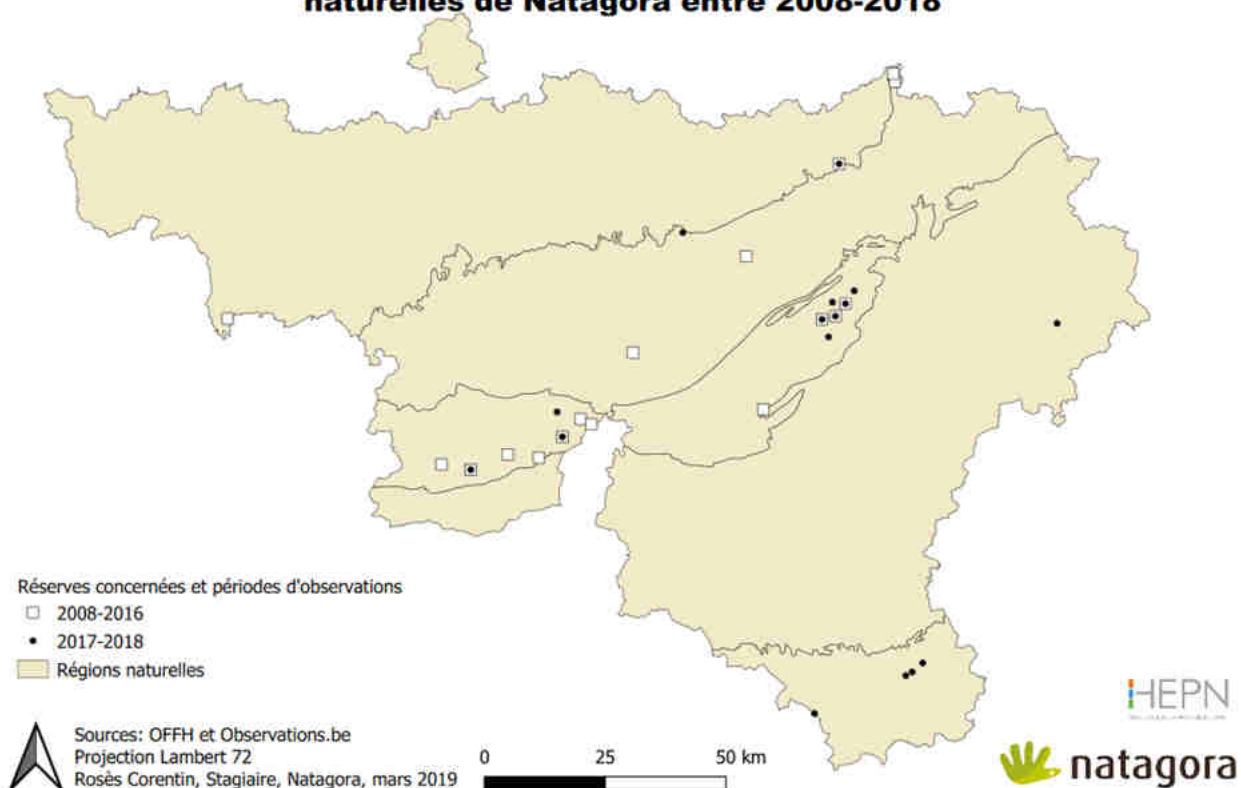 naturelles de Natagora entre 2008-2018
Réserves concernées et périodes d'observations
2008-2016
2017-2018
Régions naturelles
Sources: OFFH et Observations.be
Projection Lambert 72
Rosès Corentin, Stagiaire, Natagora, mars 2019
0 25 50 km
HEPN
natagora